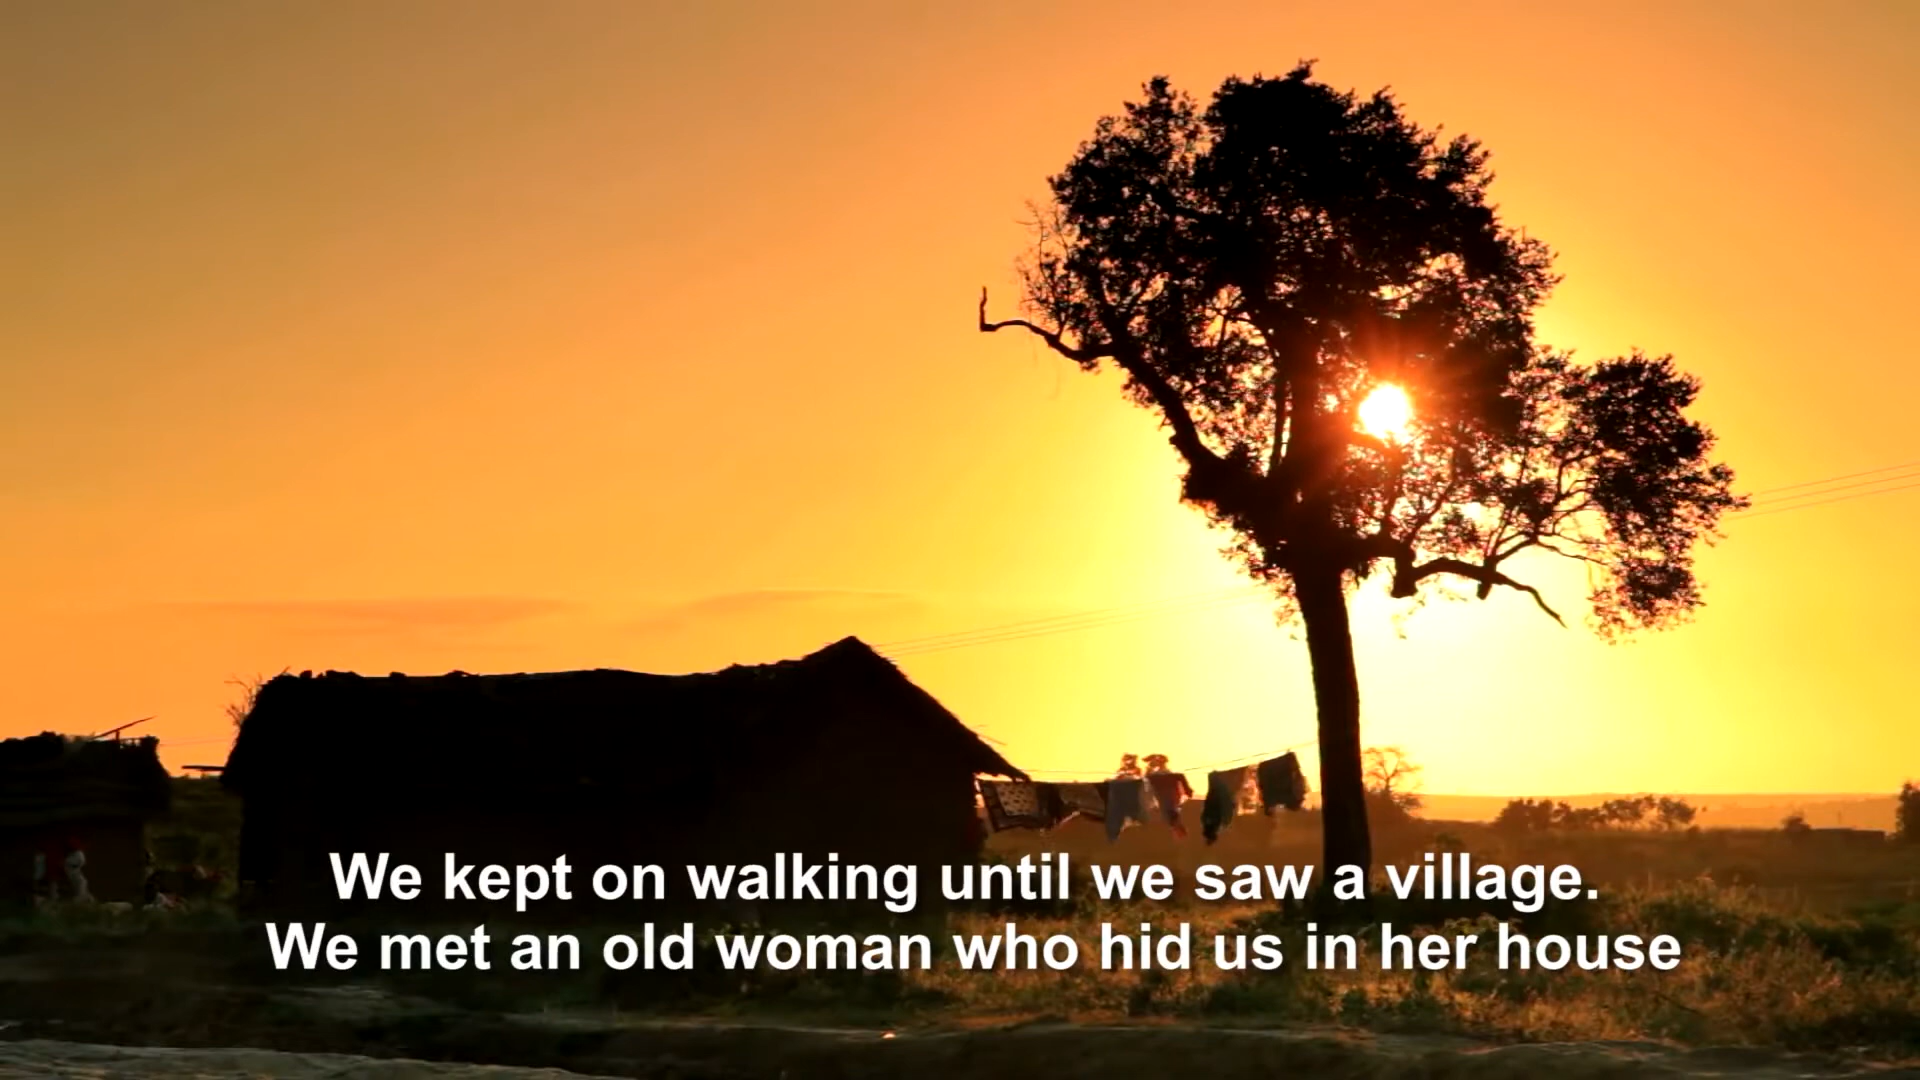 We kept on walking until we saw a village.
We met an old woman who hid us in her house